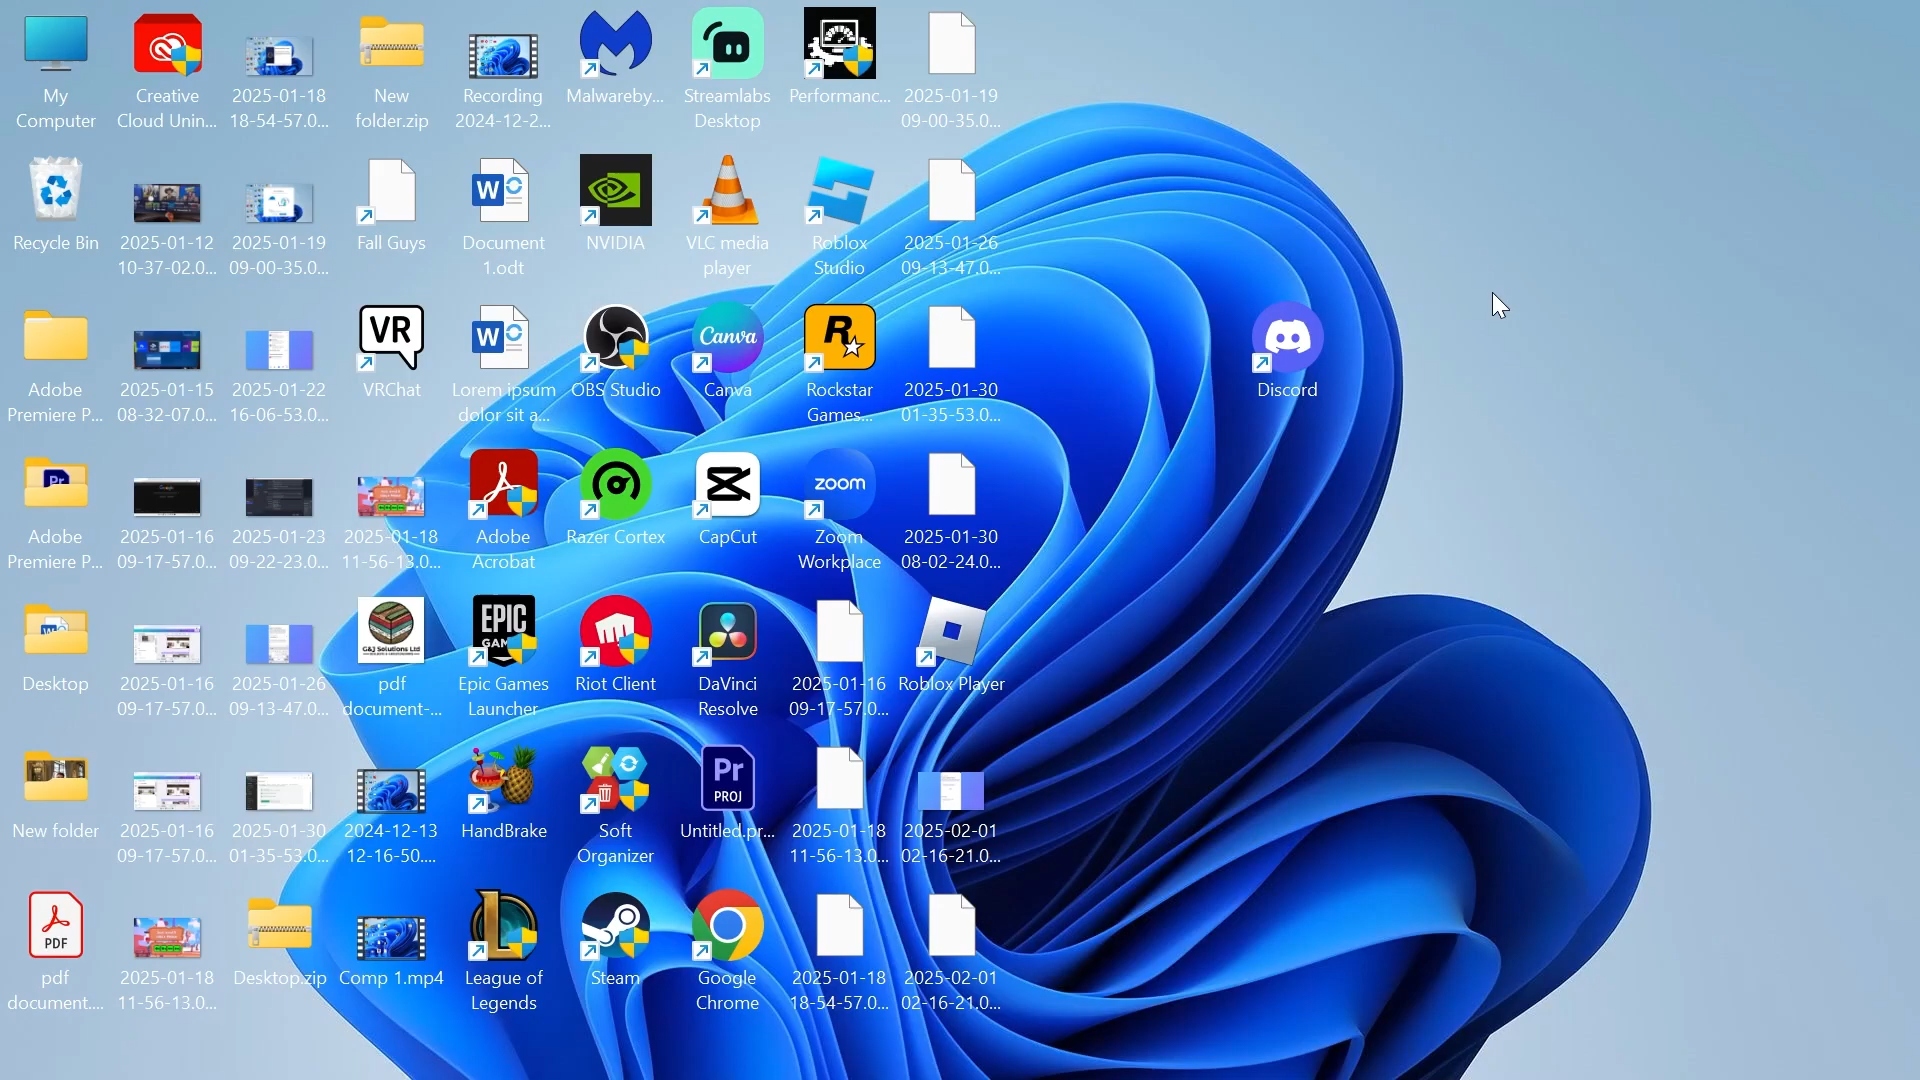 My
Computer
Creative
Cloud Unin...
2025-01-18
18-54-57.0...
New
folder.zip
Recording
2024-12-2...
Malwareby...
Streamlabs
Desktop
Performanc...
2025-01-19
09-00-35.0...
Recycle Bin
2025-01-12
10-37-02.0...
2025-01-19
09-00-35.0...
Fall Guys
W
Document
1.odt
NVIDIA
VLC media
player
Roblox
Studio
2025-01-26
09-13-47.0...
Adobe
Premiere P...
2025-01-15
08-32-07.0...
2025-01-22
16-06-53.0...
VR
VRChat
W
Lorem ipsum
dolor sit a...
OBS Studio
Canva
Canva
R
Rockstar
Games...
2025-01-30
01-35-53.0...
Discord
Pr
Adobe
Premiere P...
2025-01-16
09-17-57.0...
2025-01-23
09-22-23.0...
2025-01-18
11-56-13.0...
Adobe
Acrobat
Razer Cortex
CapCut
zoom
Zoom
Workplace
2025-01-30
08-02-24.0...
Desktop
2025-01-16
09-17-57.0...
2025-01-26
09-13-47.0...
G&J Solutions Ltd
pdf
document-...
EPIC
GAM
Epic Games
Launcher
Riot Client
DaVinci
Resolve
2025-01-16
09-17-57.0...
Roblox Player
New folder
2025-01-16
09-17-57.0...
2025-01-30
01-35-53.0...
2024-12-13
12-16-50....
HandBrake
Soft
Organizer
Pr
PROJ
Untitled.pr...
2025-01-18
11-56-13.0...
2025-02-01
02-16-21.0...
PDF
pdf
document....
2025-01-18
11-56-13.0...
Desktop.zip
Comp 1.mp4
League of
Legends
Steam
Google
Chrome
2025-01-18
18-54-57.0...
2025-02-01
02-16-21.0...